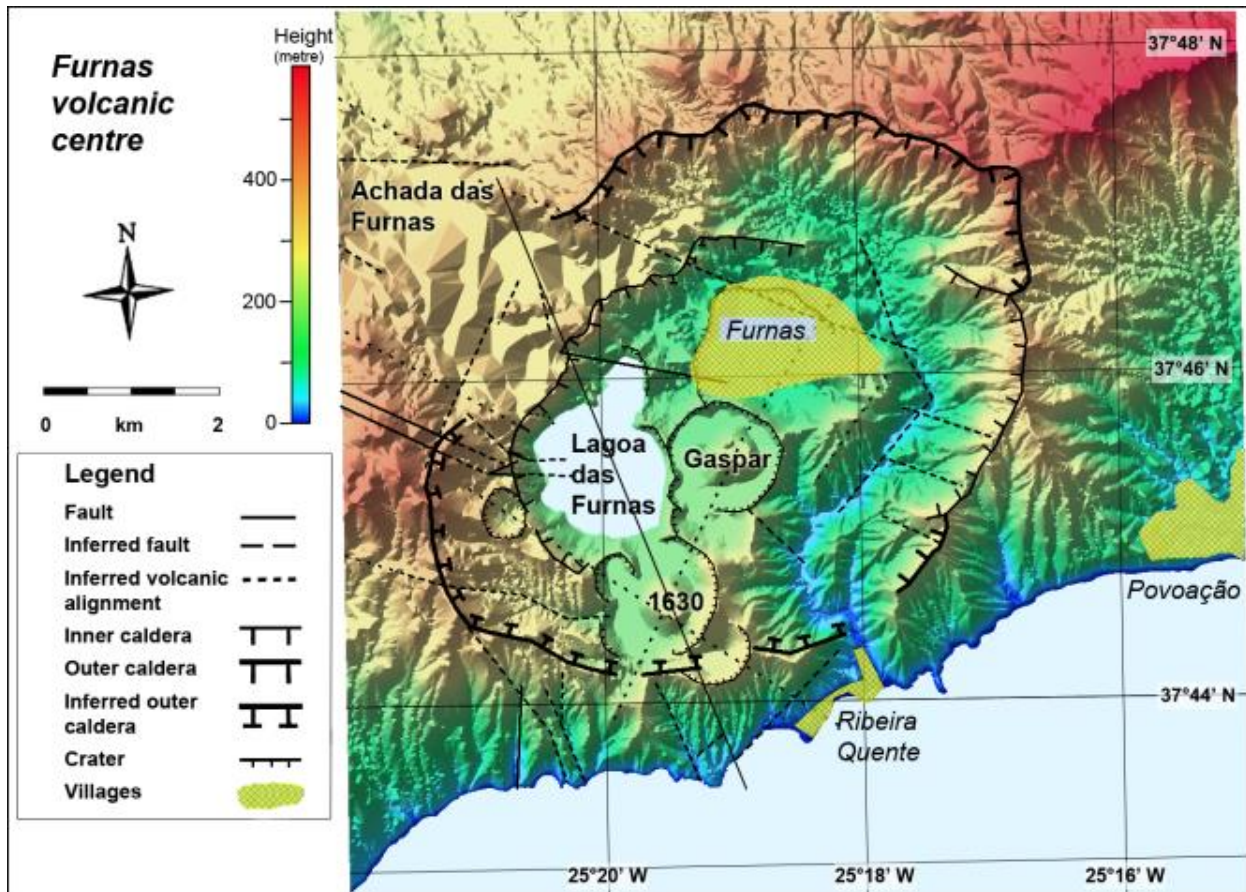 Furnas
volcanic
centre
Height
(metre)
400
200
0
N
0 km 2
Legend
Fault
Inferred fault
Inferred volcanic
alignment
Inner caldera
Outer caldera
Inferred outer
caldera
Crater
Villages
37°48' N
Achada das
Furnas
Furnas
37°46' N
Lagoa
das
Furnas
Gaspar
1630
Povoação
37°44' N
Ribeira
Quente
25°20' W
25°18' W
25°16' W